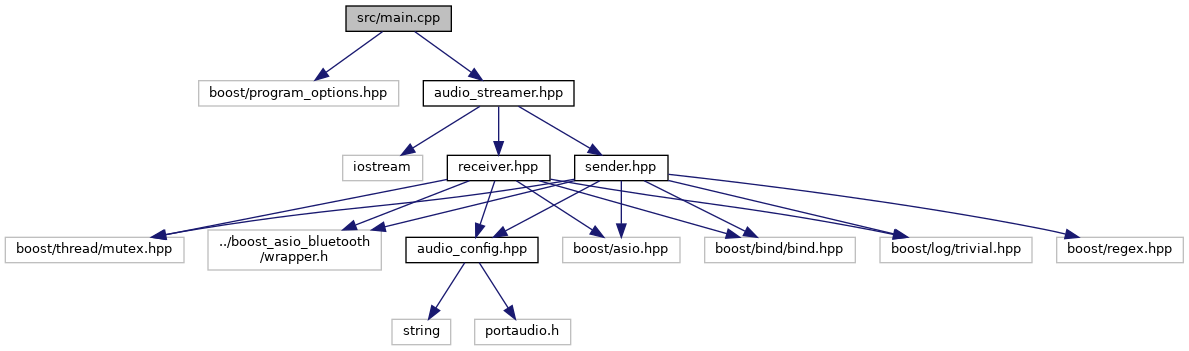 src/main.cpp
boost/program_options.hpp
audio_streamer.hpp
iostream
receiver.hpp
sender.hpp
boost/thread/mutex.hpp
../boost_asio_bluetooth
/wrapper.h
audio_config.hpp
boost/asio.hpp
boost/bind/bind.hpp
boost/log/trivial.hpp
boost/regex.hpp
string
portaudio.h